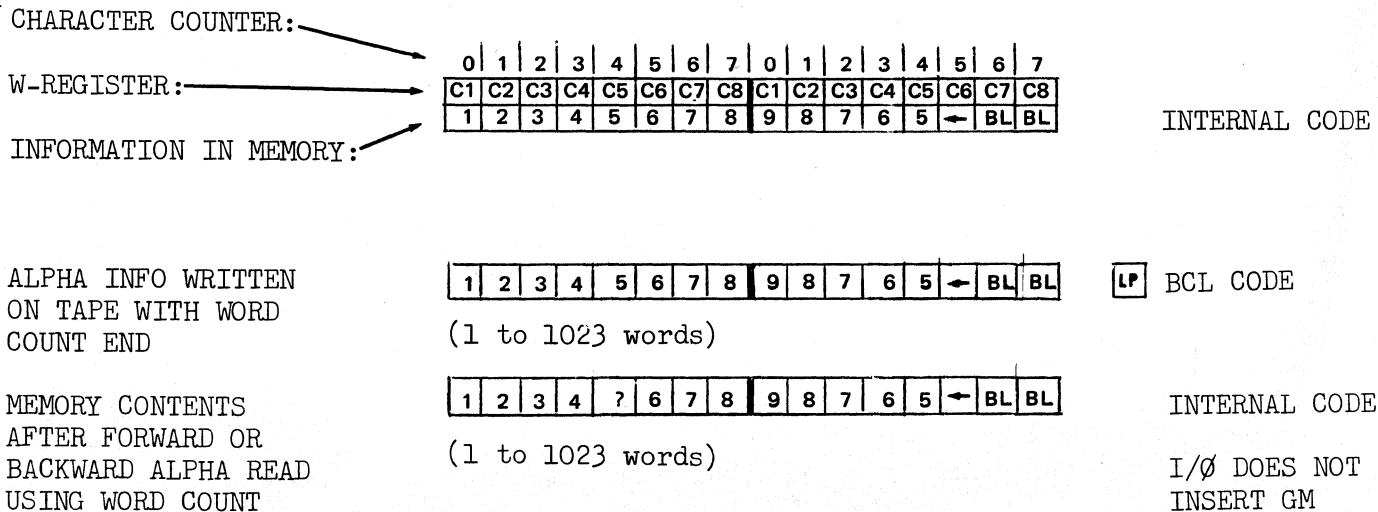 CHARACTER COUNTER:
0 1 2 3 4 5 6 7 0 1 2 3 4 5 6 7
W-REGISTER:
C1 C2 C3 C4 C5 C6 C7 C8 C1 C2 C3 C4 C5 C6 C7 C8
1 2 3 4 5 6 7 8 9 8 7 6 5 ← BL BL
INTERNAL CODE
INFORMATION IN MEMORY:
ALPHA INFO WRITTEN
ON TAPE WITH WORD
COUNT END
1 2 3 4 5 6 7 8 9 8 7 6 5 ← BL BL
LP BCL CODE
(1 to 1023 words)
MEMORY CONTENTS
AFTER FORWARD OR
BACKWARD ALPHA READ
USING WORD COUNT
1 2 3 4 ? 6 7 8 9 8 7 6 5 ← BL BL
INTERNAL CODE
(1 to 1023 words)
I/Ø DOES NOT
INSERT GM